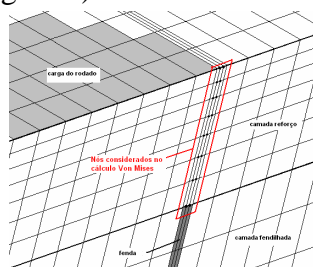 carga do rodado
camada reforço
Nós considerados no
cálculo Von Mises
camada fendilhada
fenda